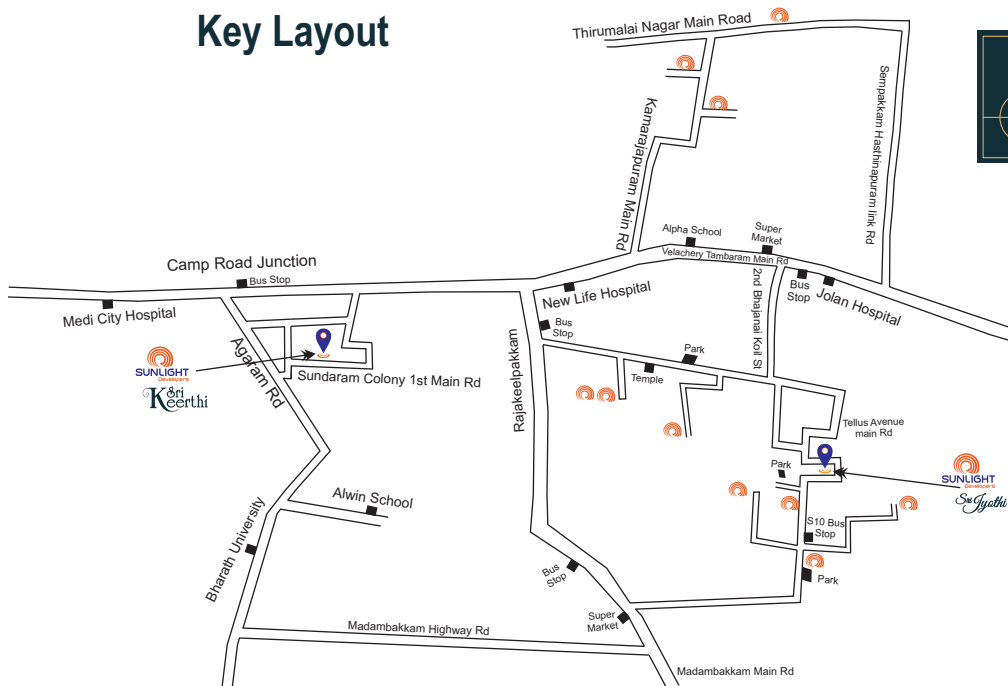 Key Layout
Thirumalai Nagar Main Road
Kamarajapuram Main Rd
Sempakkam Hasthinapuram link Rd
Alpha School
Super
Market
Velachery Tambaram Main Rd
Camp Road Junction
Bus Stop
Medi City Hospital
New Life Hospital
Bus
Stop
Jolan Hospital
2nd Bhajanai Koil St
Bus
Stop
Park
Temple
SUNLIGHT
Developers
Sri
Keerthi
Agaram Rd
Sundaram Colony 1st Main Rd
Rajakeelpakkam
Tellus Avenue
main Rd
Park
SUNLIGHT
Developers
Sri Jyothi
Alwin School
Bharath University
S10 Bus
Stop
Bus
Stop
Park
Super
Market
Madambakkam Highway Rd
Madambakkam Main Rd